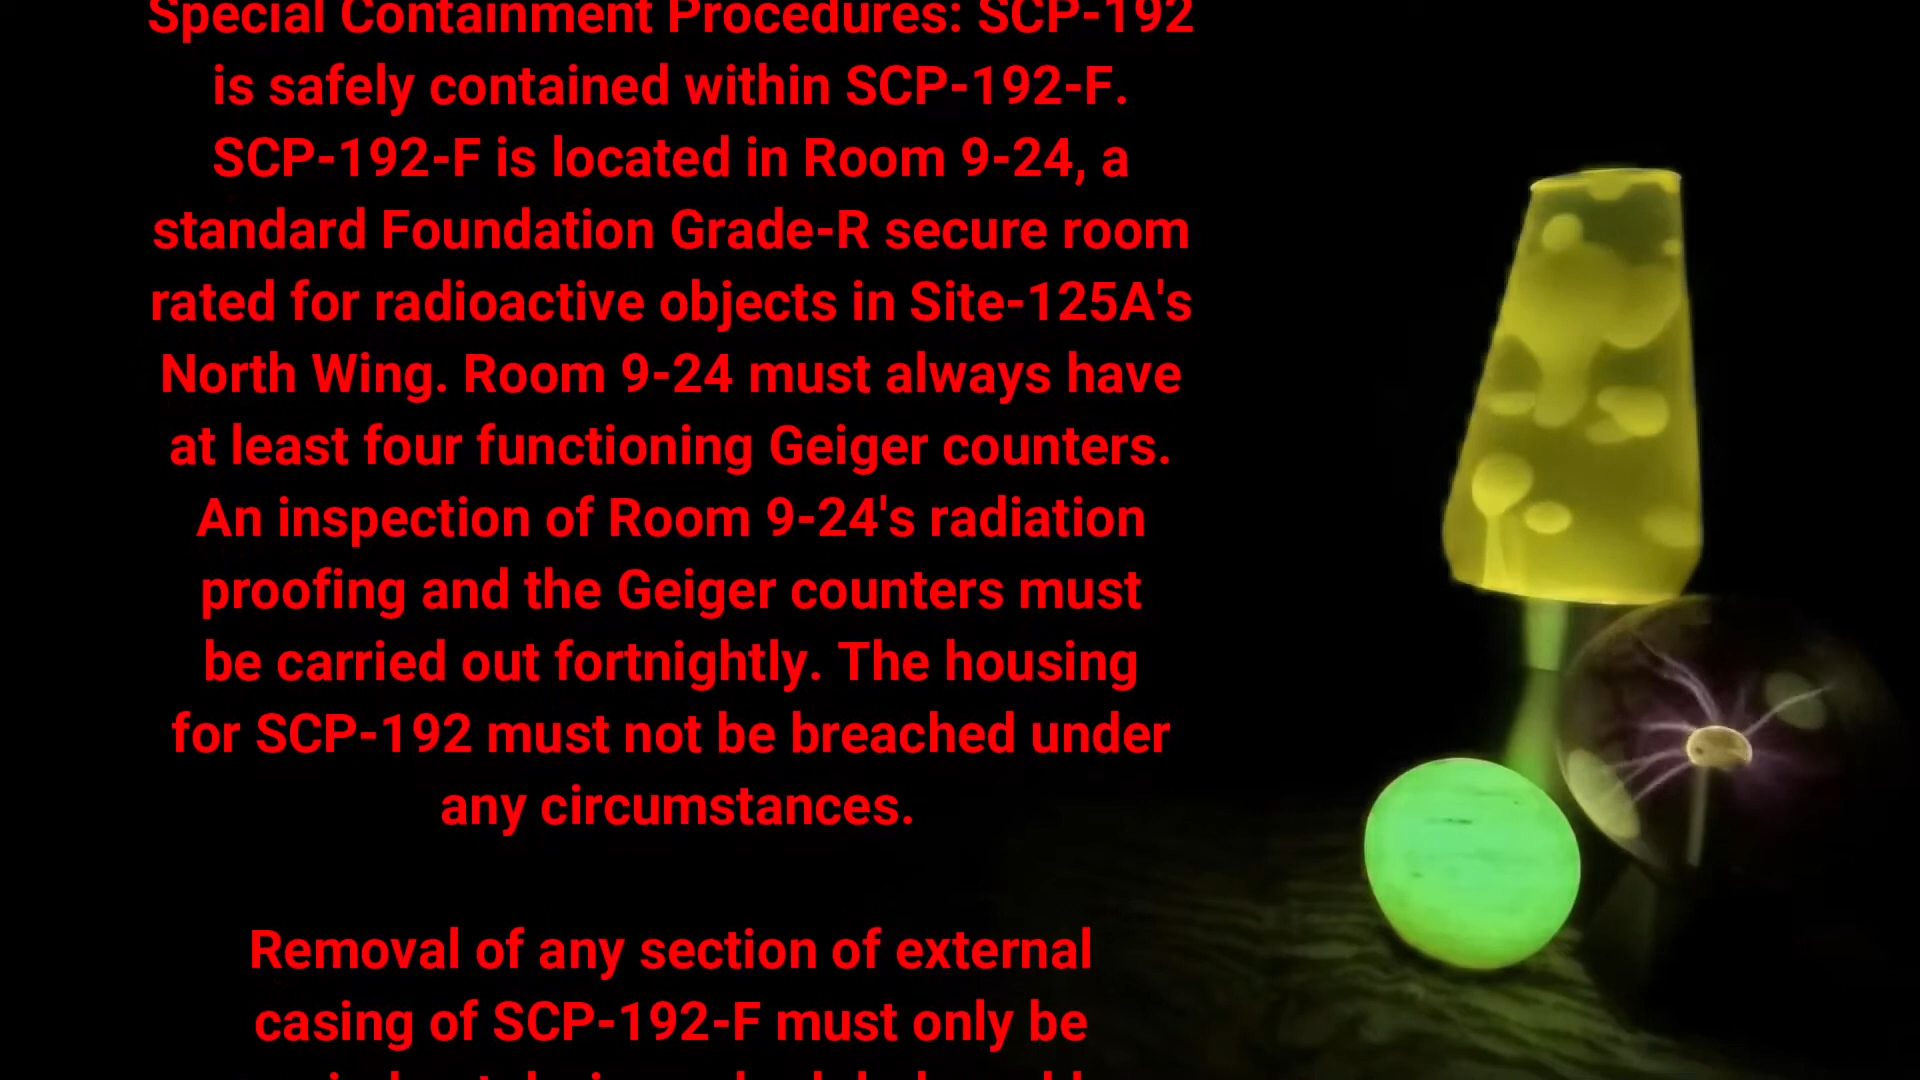 Special Containment Procedures: SCP-192
is safely contained within SCP-192-F.
SCP-192-F is located in Room 9-24, a
standard Foundation Grade-R secure room
rated for radioactive objects in Site-125A's
North Wing. Room 9-24 must always have
at least four functioning Geiger counters.
An inspection of Room 9-24's radiation
proofing and the Geiger counters must
be carried out fortnightly. The housing
for SCP-192 must not be breached under
any circumstances.
Removal of any section of external
casing of SCP-192-F must only be